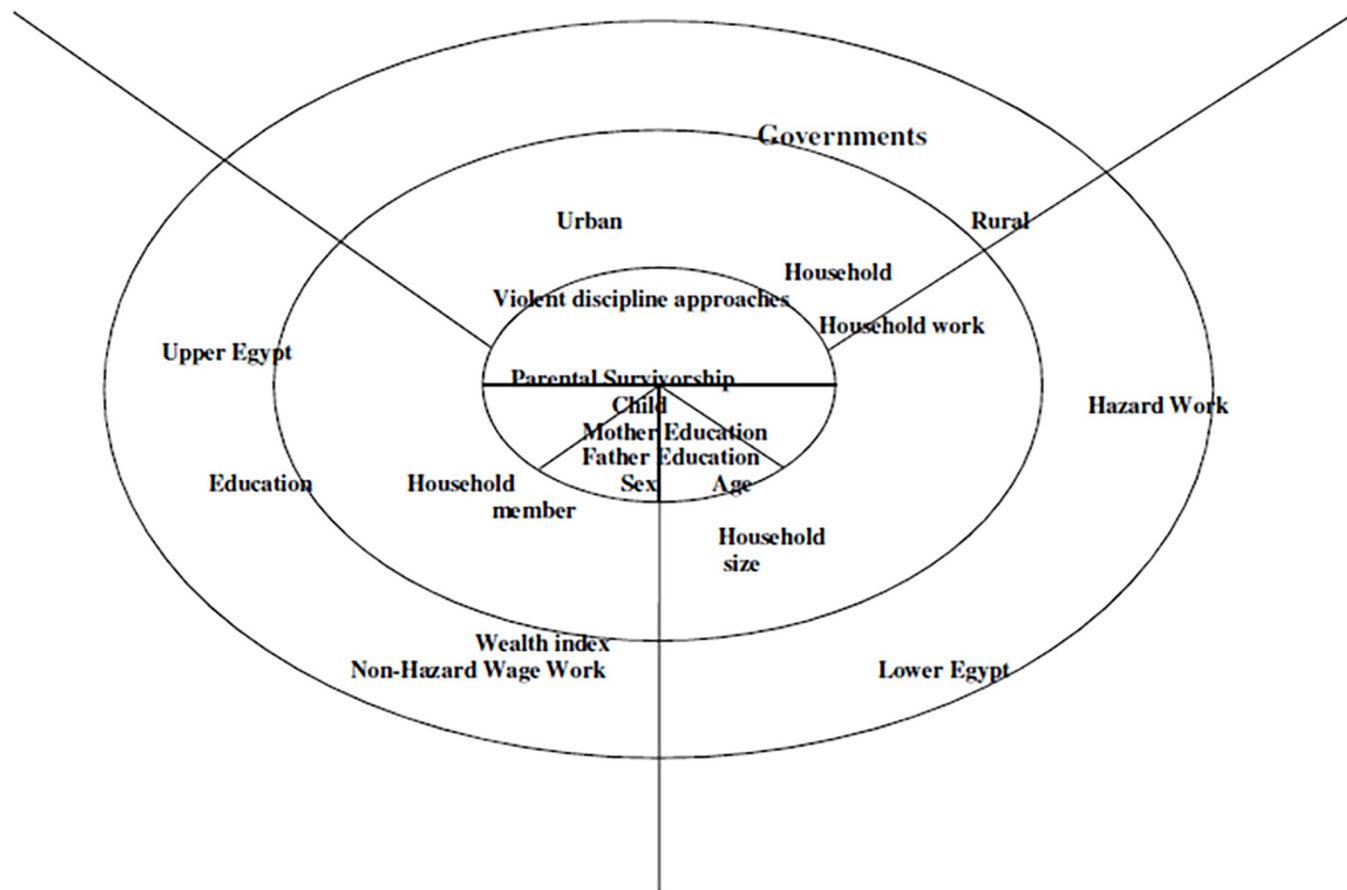 Governments
Urban
Rural
Household
Violent discipline approaches
Household work
Upper Egypt
Parental Survivorship
Child
Hazard Work
Mother Education
Father Education
Education
Household
member
Sex
Age
Household
size
Wealth index
Non-Hazard Wage Work
Lower Egypt